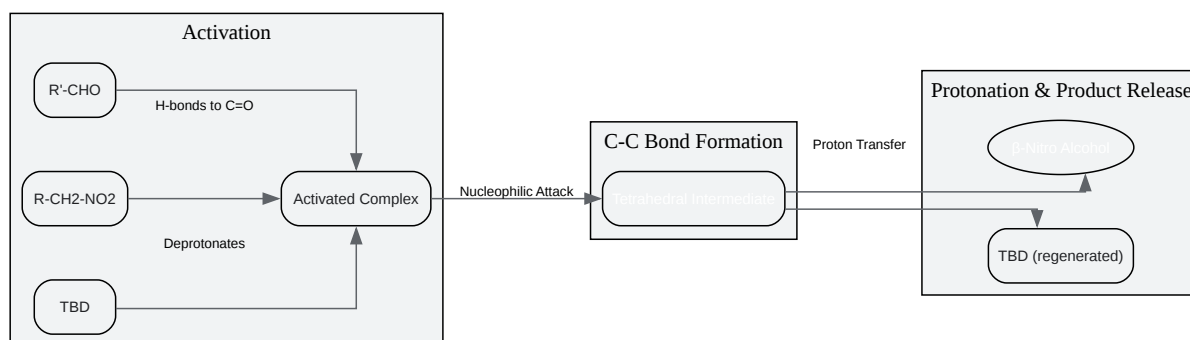 Activation
R'-CHO
H-bonds to C=O
R-CH2-NO2
Activated Complex
Deprotonates
TBD
Nucleophilic Attack
C-C Bond Formation
Tetrahedral Intermediate
Proton Transfer
Protonation & Product Release
β-Nitro Alcohol
TBD (regenerated)